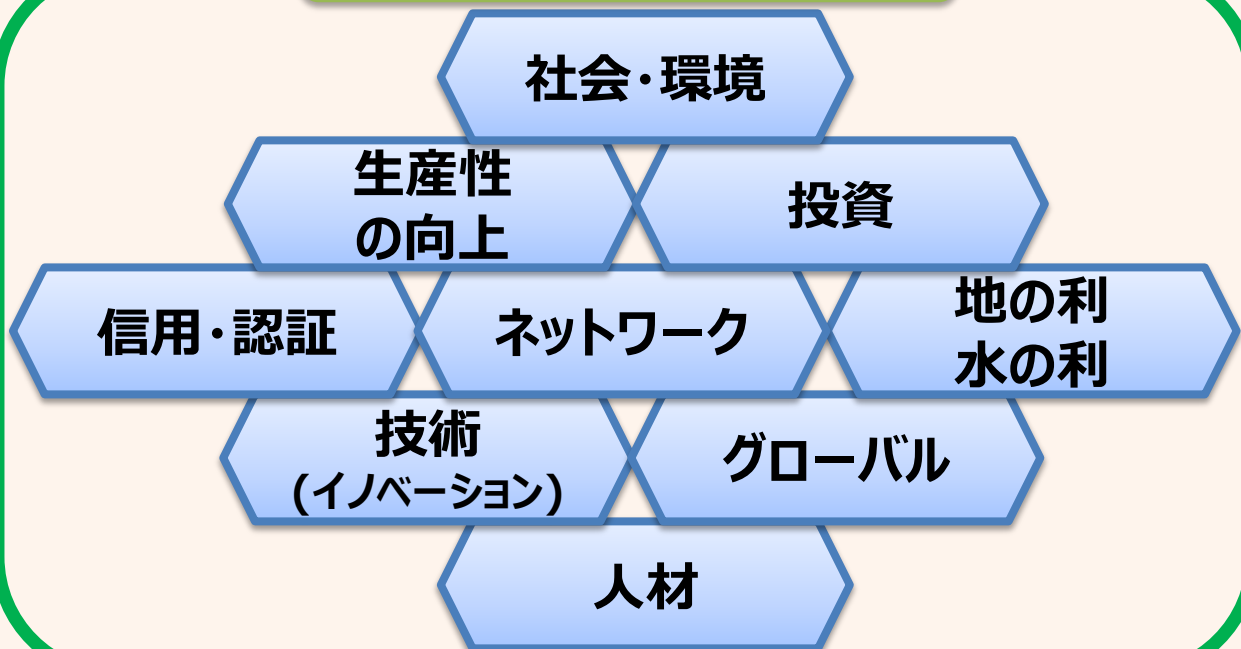 社会・環境
生産性
の向上
投資
信用・認証
ネットワーク
地の利
水の利
技術
(イノベーション)
グローバル
人材